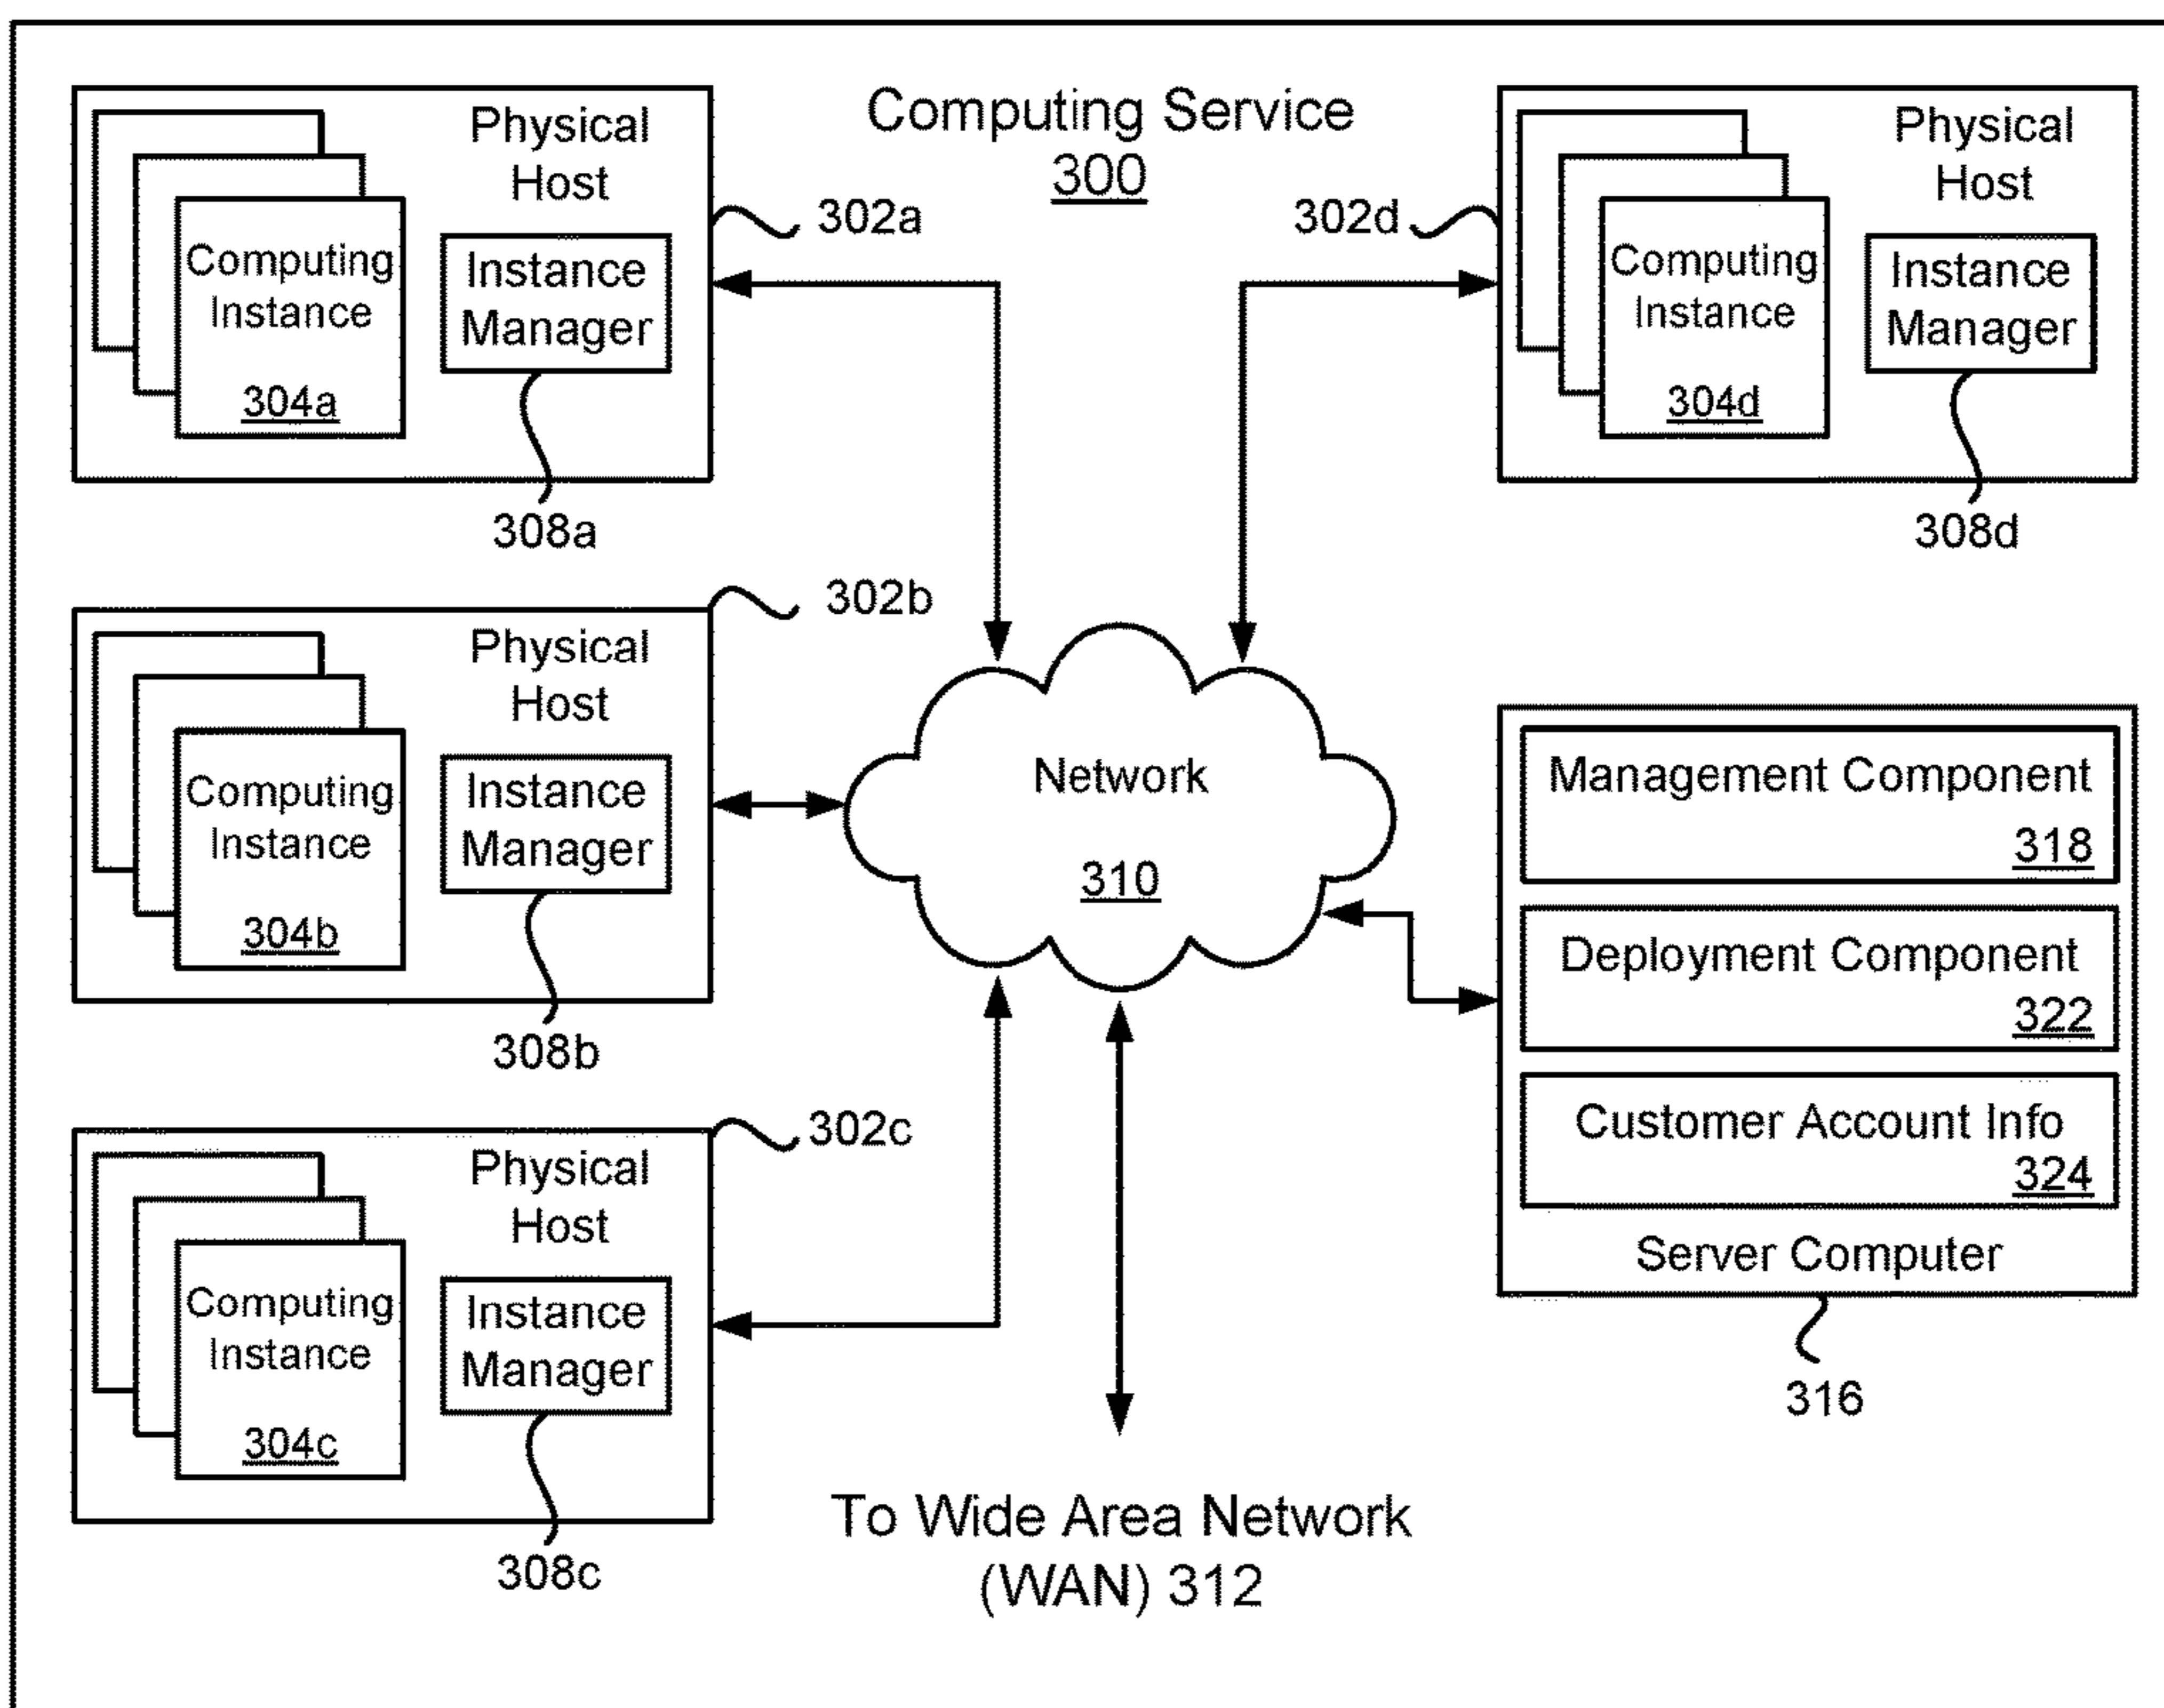 Computing Service
300
Physical
Host
Computing
Instance
304a
Instance
Manager
302a
308a
Physical
Host
Computing
Instance
304d
Instance
Manager
302d
308d
Physical
Host
Computing
Instance
304b
Instance
Manager
302b
308b
Network
310
Management Component
318
Deployment Component
322
Customer Account Info
324
Server Computer
316
Physical
Host
Computing
Instance
304c
Instance
Manager
302c
308c
To Wide Area Network
(WAN) 312